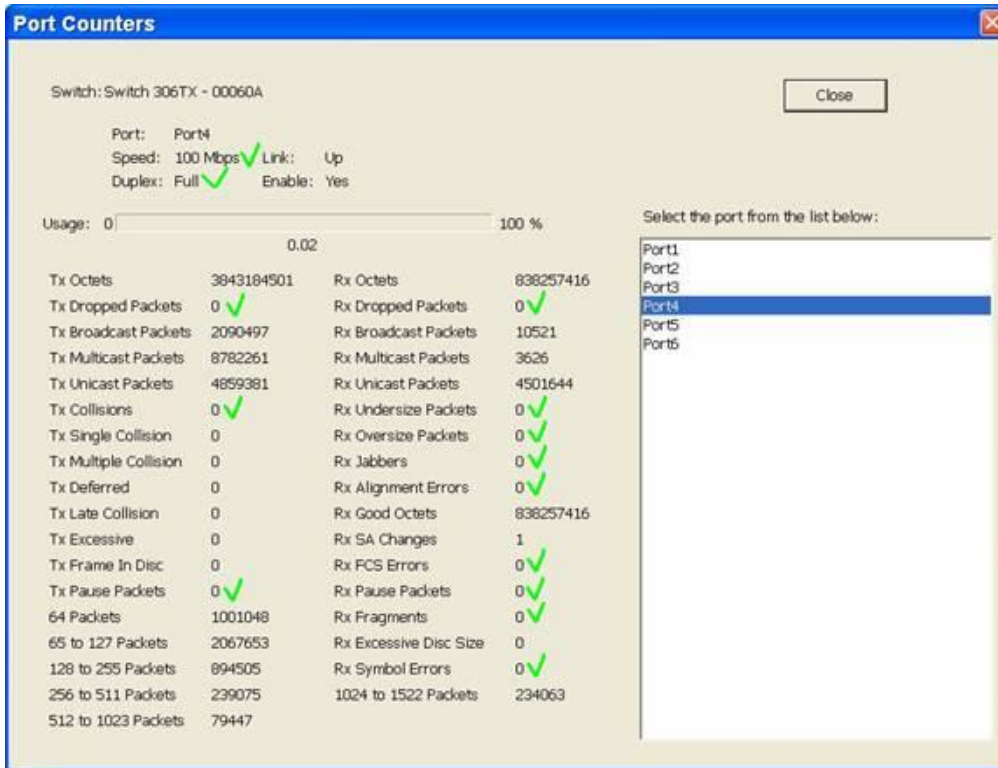 Port Counters
Switch: Switch 306TX - 00060A
Close
Port: Port4
Speed: 100 Mbps Link: Up
Duplex: Full Enable: Yes
Usage: 0 100 %
0.02
Select the port from the list below:
Port1
Port2
Port3
Port4
Port5
Port6
Tx Octets 3843184501 Rx Octets 838257416
Tx Dropped Packets 0 Rx Dropped Packets 0
Tx Broadcast Packets 2090497 Rx Broadcast Packets 10521
Tx Multicast Packets 8782261 Rx Multicast Packets 3626
Tx Unicast Packets 4859381 Rx Unicast Packets 4501644
Tx Collisions 0 Rx Undersize Packets 0
Tx Single Collision 0 Rx Oversize Packets 0
Tx Multiple Collision 0 Rx Jabbers 0
Tx Deferred 0 Rx Alignment Errors 0
Tx Late Collision 0 Rx Good Octets 838257416
Tx Excessive 0 Rx SA Changes 1
Tx Frame In Disc 0 Rx FCS Errors 0
Tx Pause Packets 0 Rx Pause Packets 0
64 Packets 1001048 Rx Fragments 0
65 to 127 Packets 2067653 Rx Excessive Disc Size 0
128 to 255 Packets 894505 Rx Symbol Errors 0
256 to 511 Packets 239075 1024 to 1522 Packets 234063
512 to 1023 Packets 79447